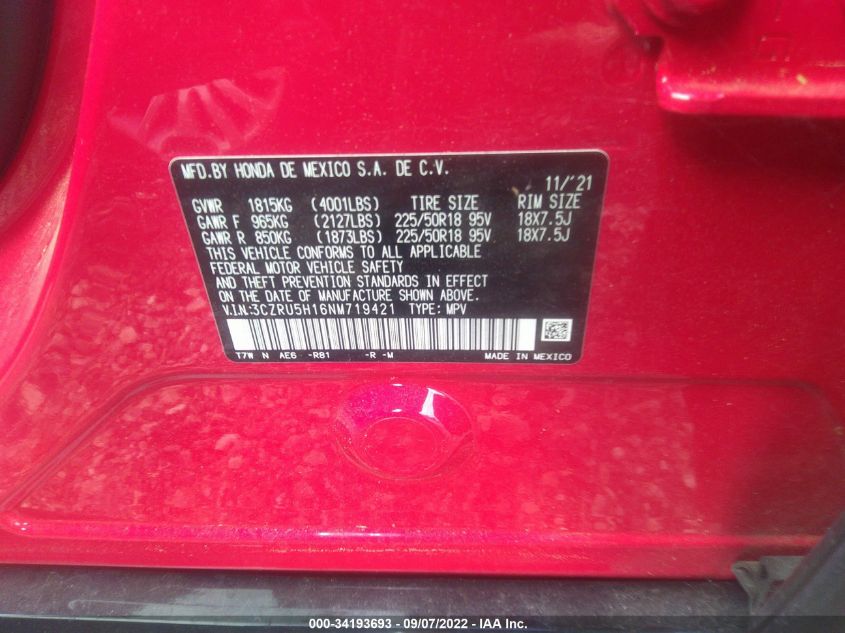 MFD.BY HONDA DE MEXICO S.A. DE C.V.
11/'21
GVWR 1815KG (4001LBS) TIRE SIZE RIM SIZE
GAWR F 965KG (2127LBS) 225/50R18 95V 18X7.5J
GAWR R 850KG (1873LBS) 225/50R18 95V 18X7.5J
THIS VEHICLE CONFORMS TO ALL APPLICABLE
FEDERAL MOTOR VEHICLE SAFETY
AND THEFT PREVENTION STANDARDS IN EFFECT
ON THE DATE OF MANUFACTURE SHOWN ABOVE.
V.I.N:3CZRU5H16NM719421 TYPE: MPV
T7W N AE6 -RB1 -R -M MADE IN MEXICO
000-34193693 - 09/07/2022 - IAA Inc.